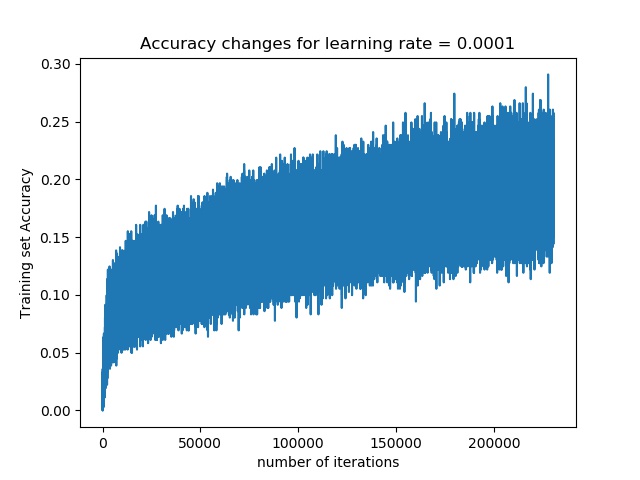 Accuracy changes for learning rate = 0.0001
0.30
0.25
0.20
0.15
0.10
0.05
0.00
Training set Accuracy
0 50000 100000 150000 200000
number of iterations